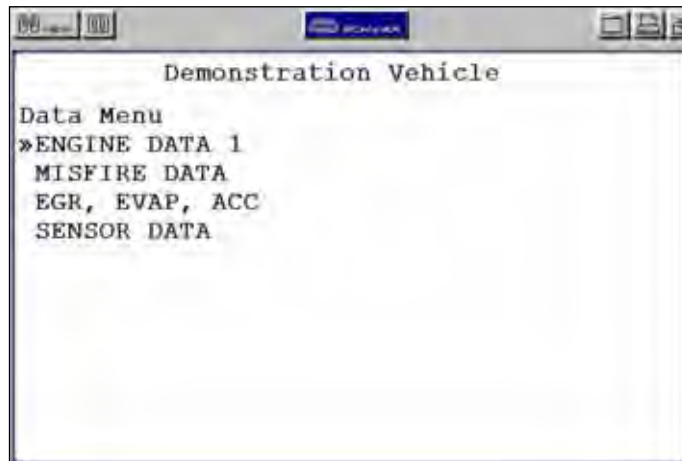 Demonstration Vehicle
Data Menu
»ENGINE DATA 1
MISFIRE DATA
EGR, EVAP, ACC
SENSOR DATA